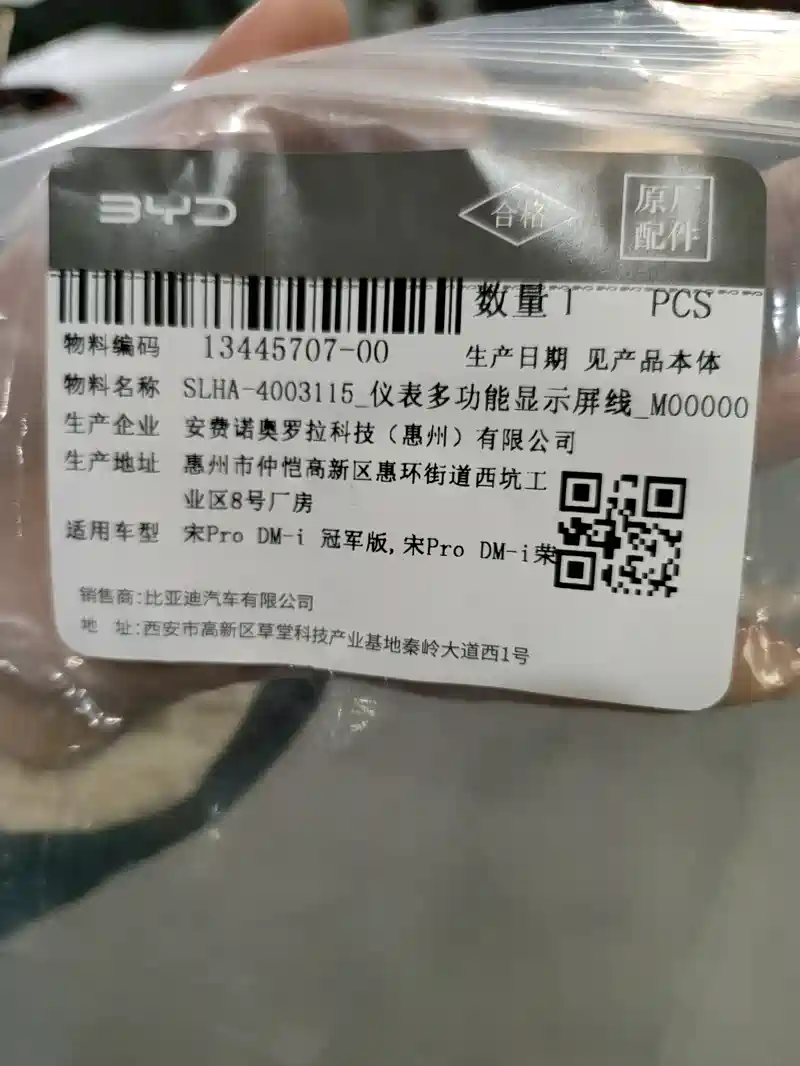 BYD
合格
原厂
配件
数量 1 PCS
物料编码 13445707-00
生产日期 见产品本体
物料名称 SLHA-4003115_仪表多功能显示屏线_M00000
生产企业 安费诺奥罗拉科技（惠州）有限公司
生产地址 惠州市仲恺高新区惠环街道西坑工
业区8号厂房
适用车型 宋Pro DM-i 冠军版,宋Pro DM-i荣
销售商:比亚迪汽车有限公司
地 址:西安市高新区草堂科技产业基地秦岭大道西1号